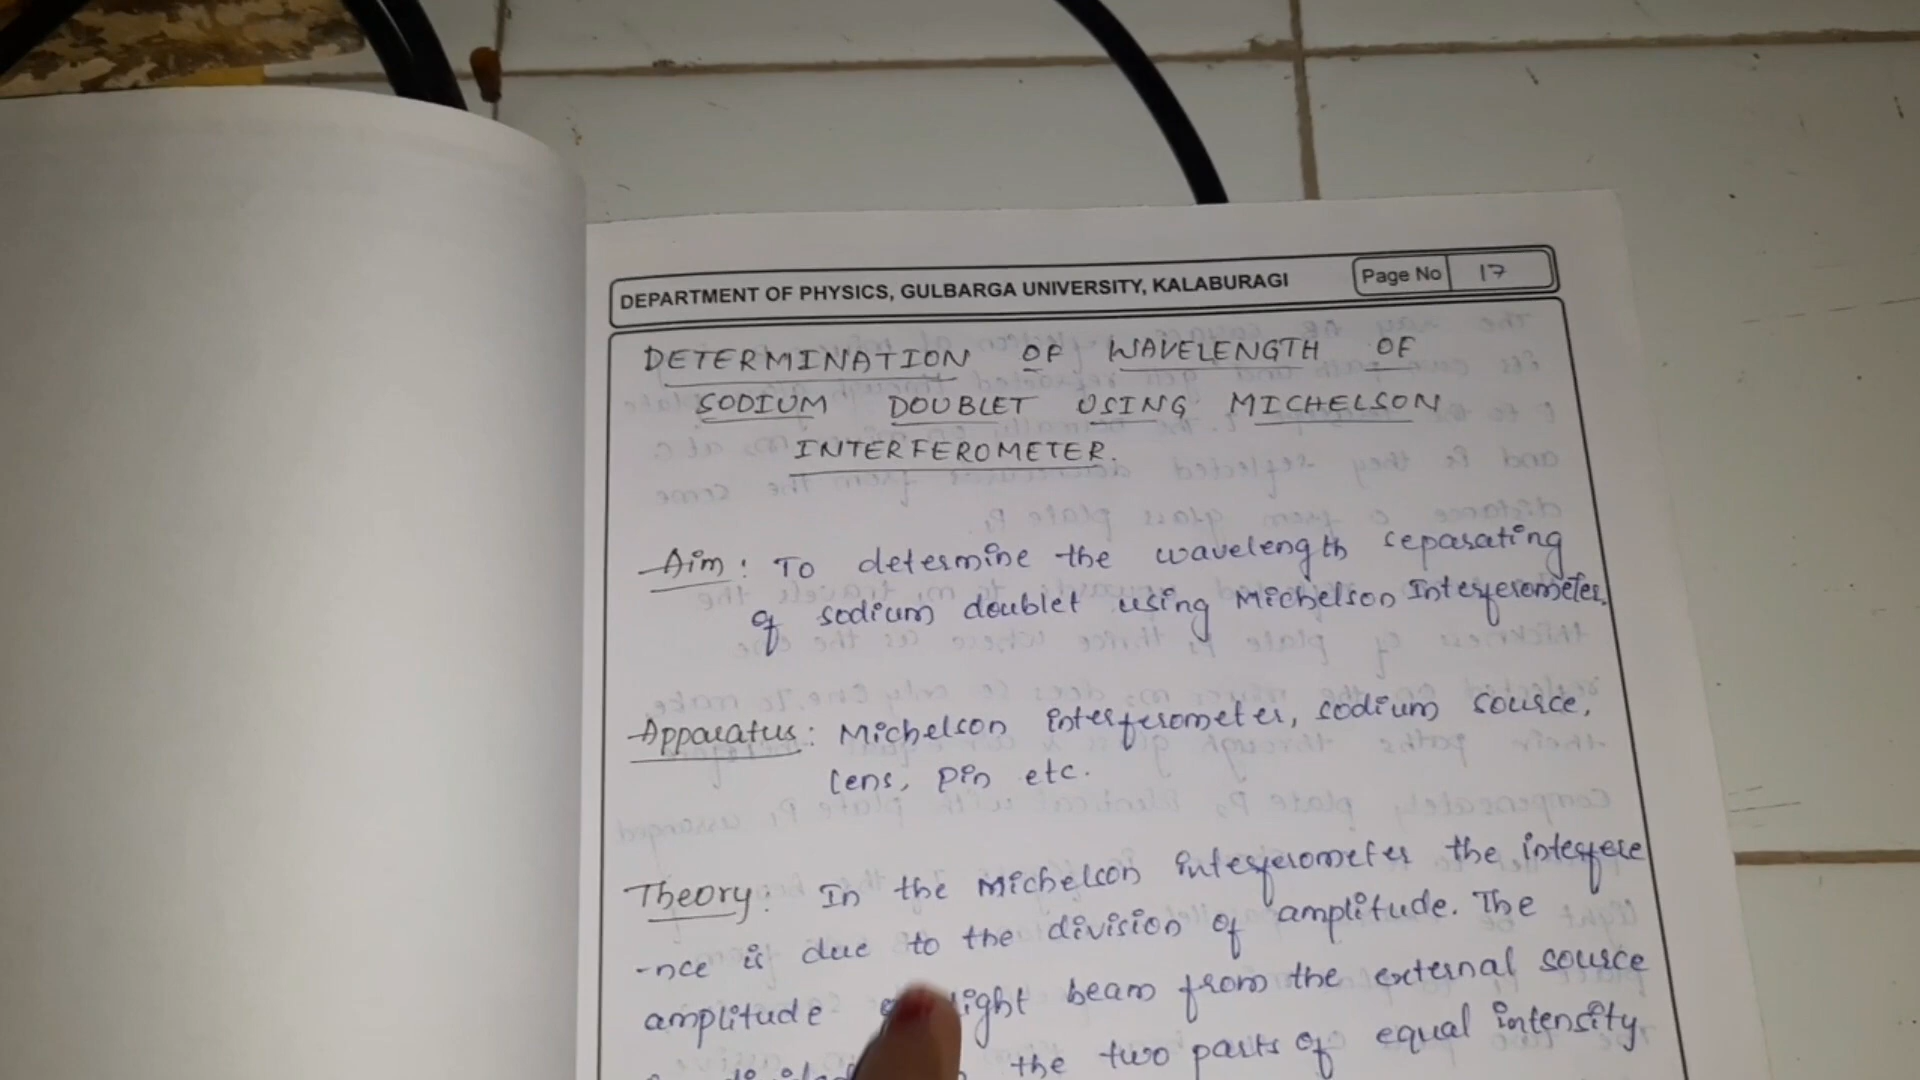 DEPARTMENT OF PHYSICS, GULBARGA UNIVERSITY, KALABURAGI Page No 17
DETERMINATION OF WAVELENGTH OF
SODIUM DOUBLET USING MICHELSON
INTERFEROMETER.
Aim: To determine the wavelength separating
of sodium doublet using Michelson Interferometer.
Apparatus: Michelson interferometer, sodium source,
lens, pin etc.
Theory: In the Michelson interferometer the interfere
-nce is due to the division of amplitude. The
amplitude light beam from the external source
the two parts of equal intensity